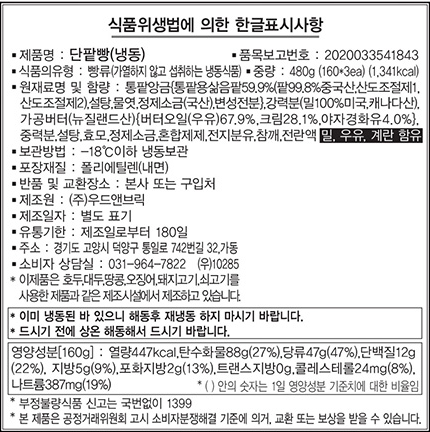 식품위생법에 의한 한글표시사항
• 제품명 : 단팥빵(냉동) • 품목보고번호 : 2020033541843
•식품의유형 : 빵류(가열하지 않고 섭취하는 냉동식품) •중량 : 480g (160*3ea) (1,341kcal)
•원재료명 및 함량 : 통팥앙금(통팥용삶음팥59.9%(팥99.8%중국산산도조절제1,
산도조절제2),설탕,물엿,정제소금(국산),변성전분},강력분(밀100%미국,캐나다산),
가공버터(뉴질랜드산){버터오일(우유)67.9%,크림28.1%,야자경화유4.0%},
중력분,설탕,효모,정제소금,혼합제제,전지분유,참깨,전란액 밀, 우유, 계란 함유
• 보관방법 : -18℃이하 냉동보관
• 포장재질 : 폴리에틸렌(내면)
• 반품 및 교환장소 : 본사 또는 구입처
• 제조원 : (주)우드앤브릭
• 제조일자 : 별도 표기
• 유통기한 : 제조일로부터 180일
•주소 : 경기도 고양시 덕양구 통일로 742번길 32,가동
• 소비자 상담실 : 031-964-7822 (우)10285
*이제품은 호두,대두,땅콩,오징어,돼지고기,쇠고기를
사용한 제품과 같은 제조시설에서 제조하고 있습니다.
* 이미 냉동된 바 있으니 해동후 재냉동 하지 마시기 바랍니다.
* 드시기 전에 상온 해동해서 드시기 바랍니다.
영양성분[160g] : 열량447kcal,탄수화물88g(27%),당류47g(47%),단백질12g
(22%), 지방5g(9%),포화지방2g(13%),트랜스지방0g,콜레스테롤24mg(8%),
나트륨387mg(19%) *( ) 안의 숫자는 1일 영양성분 기준치에 대한 비율임
* 부정불량식품 신고는 국번없이 1399
* 본 제품은 공정거래위원회 고시 소비자분쟁해결 기준에 의거, 교환 또는 보상을 받을 수 있습니다.